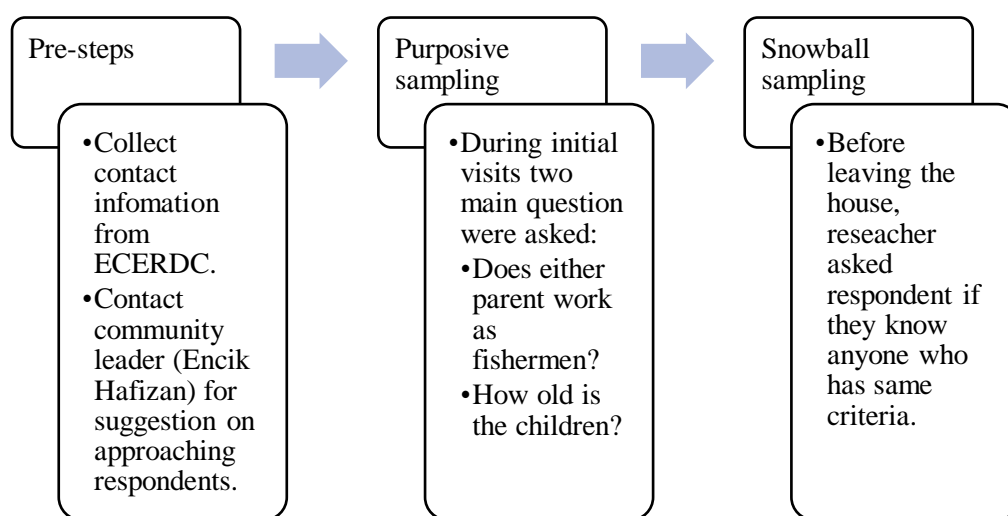 Pre-steps
•Collect
contact
infomation
from
ECERDC.
•Contact
community
leader (Encik
Hafizan) for
suggestion on
approaching
respondents.
Purposive
sampling
•During initial
visits two
main question
were asked:
•Does either
parent work
as
fishermen?
•How old is
the children?
Snowball
sampling
•Before
leaving the
house,
reseacher
asked
respondent if
they know
anyone who
has same
criteria.